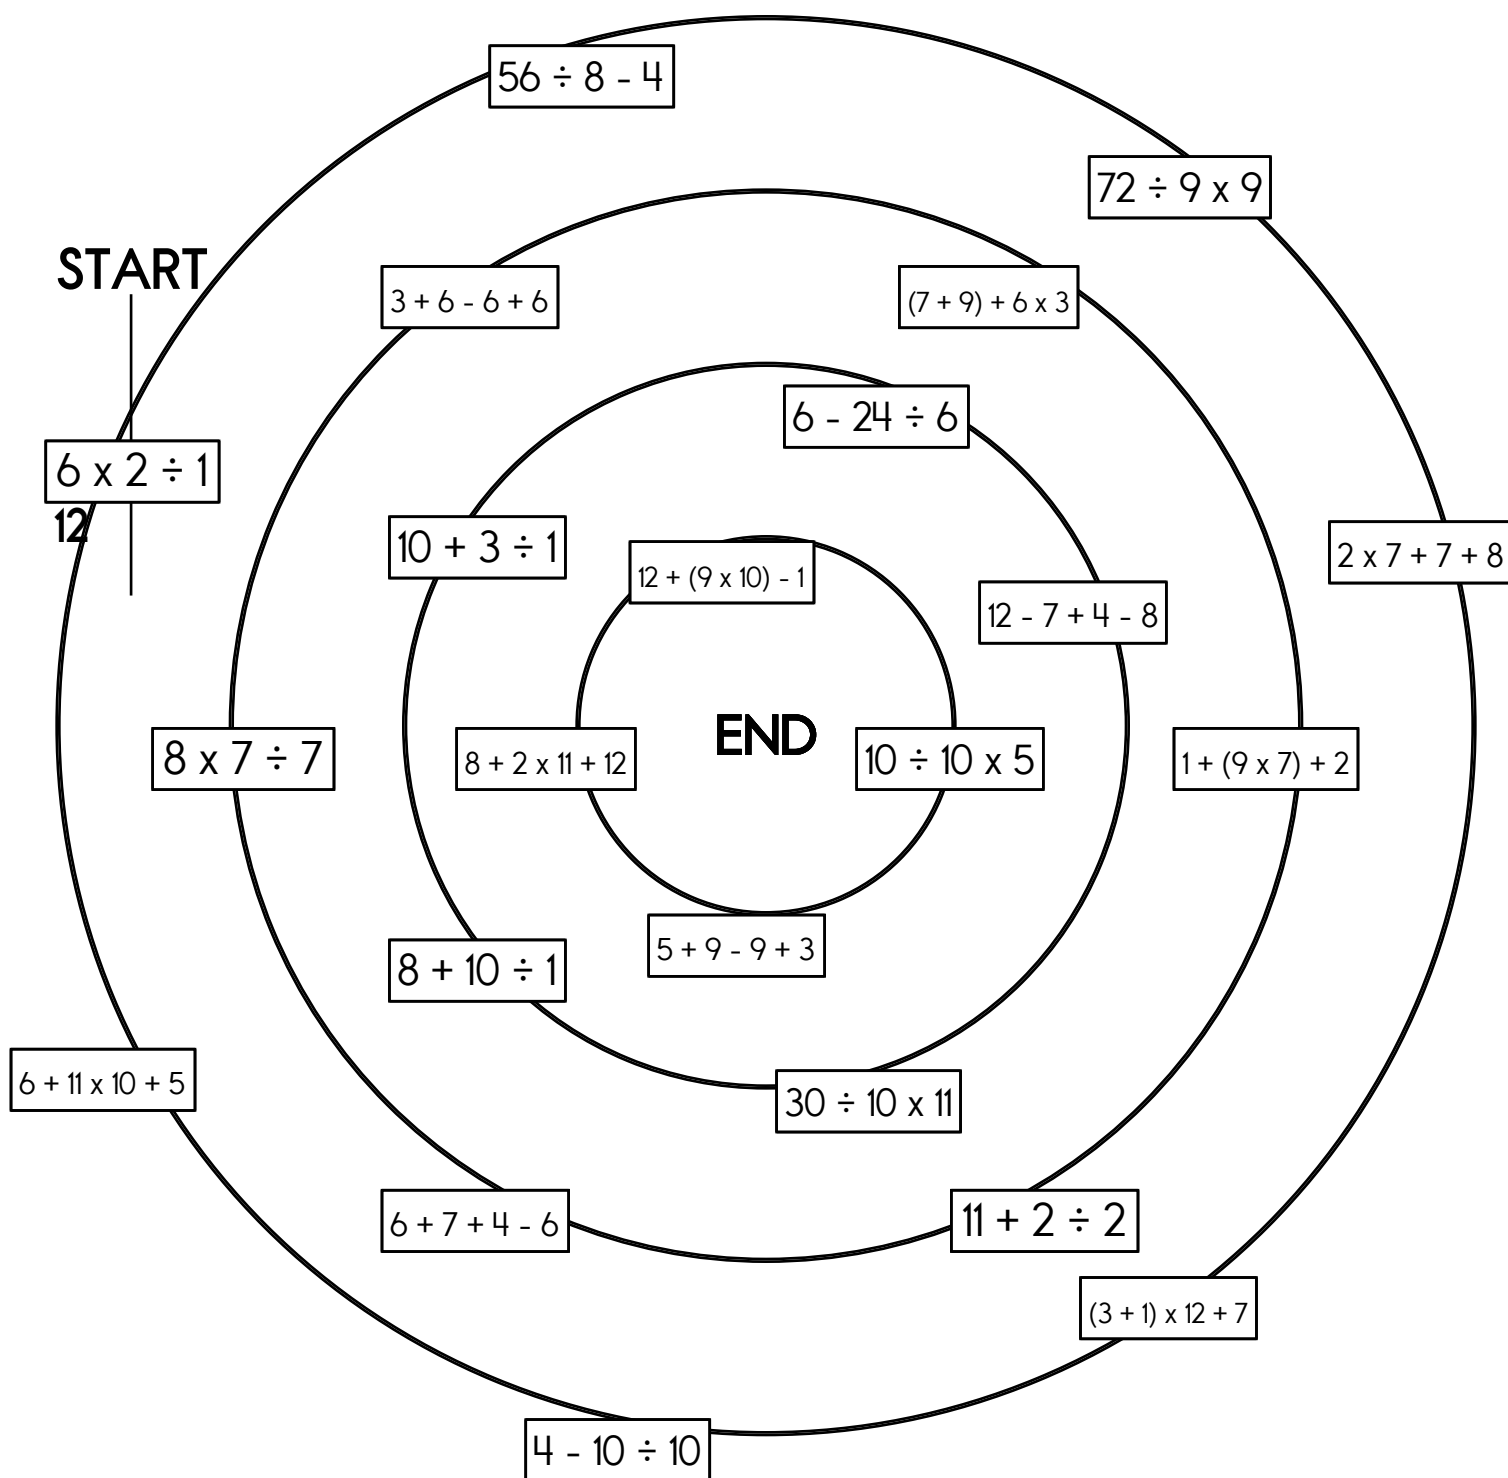 56 ÷ 8 - 4
72 ÷ 9 x 9
START
3 + 6 - 6 + 6
(7 + 9) + 6 x 3
6 - 24 ÷ 6
6 x 2 ÷ 1
12
10 + 3 ÷ 1
2 x 7 + 7 + 8
12 + (9 x 10) - 1
12 - 7 + 4 - 8
END
8 x 7 ÷ 7
8 + 2 x 11 + 12
10 ÷ 10 x 5
1 + (9 x 7) + 2
5 + 9 - 9 + 3
8 + 10 ÷ 1
6 + 11 x 10 + 5
30 ÷ 10 x 11
6 + 7 + 4 - 6
11 + 2 ÷ 2
(3 + 1) x 12 + 7
4 - 10 ÷ 10